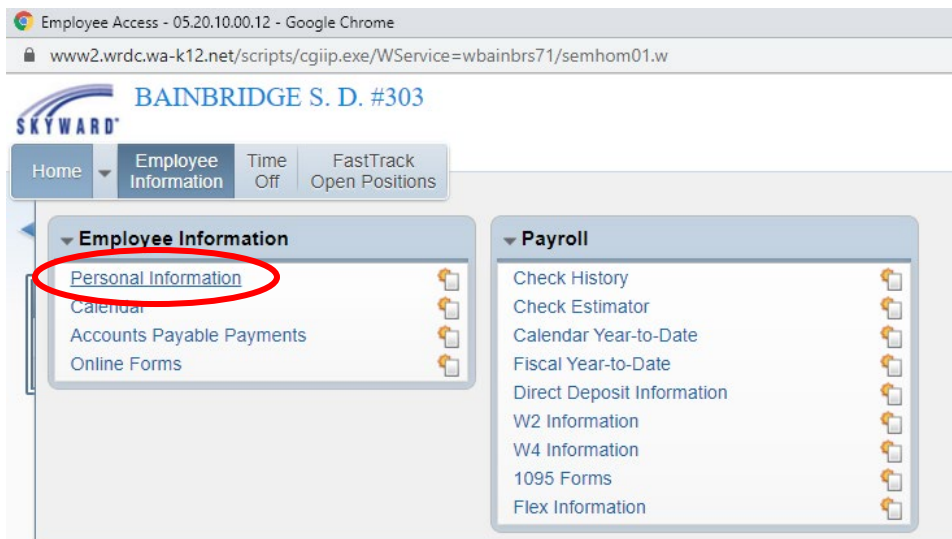 Employee Access - 05.20.10.00.12 - Google Chrome
www2.wrdc.wa-k12.net/scripts/cgiip.exe/WService=wbainbrs71/semhom01.w
BAINBRIDGE S. D. #303
SKYWARD
Home
Employee Information
Time Off
FastTrack Open Positions
Employee Information
Personal Information
Calendar
Accounts Payable Payments
Online Forms
Payroll
Check History
Check Estimator
Calendar Year-to-Date
Fiscal Year-to-Date
Direct Deposit Information
W2 Information
W4 Information
1095 Forms
Flex Information